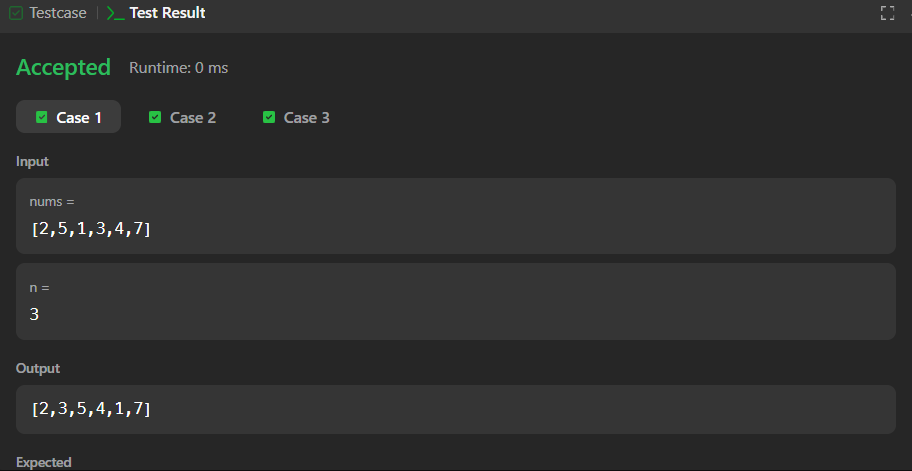 Testcase | >_ Test Result
Accepted Runtime: 0 ms
Case 1 Case 2 Case 3
Input
nums =
[2,5,1,3,4,7]
n =
3
Output
[2,3,5,4,1,7]
Expected